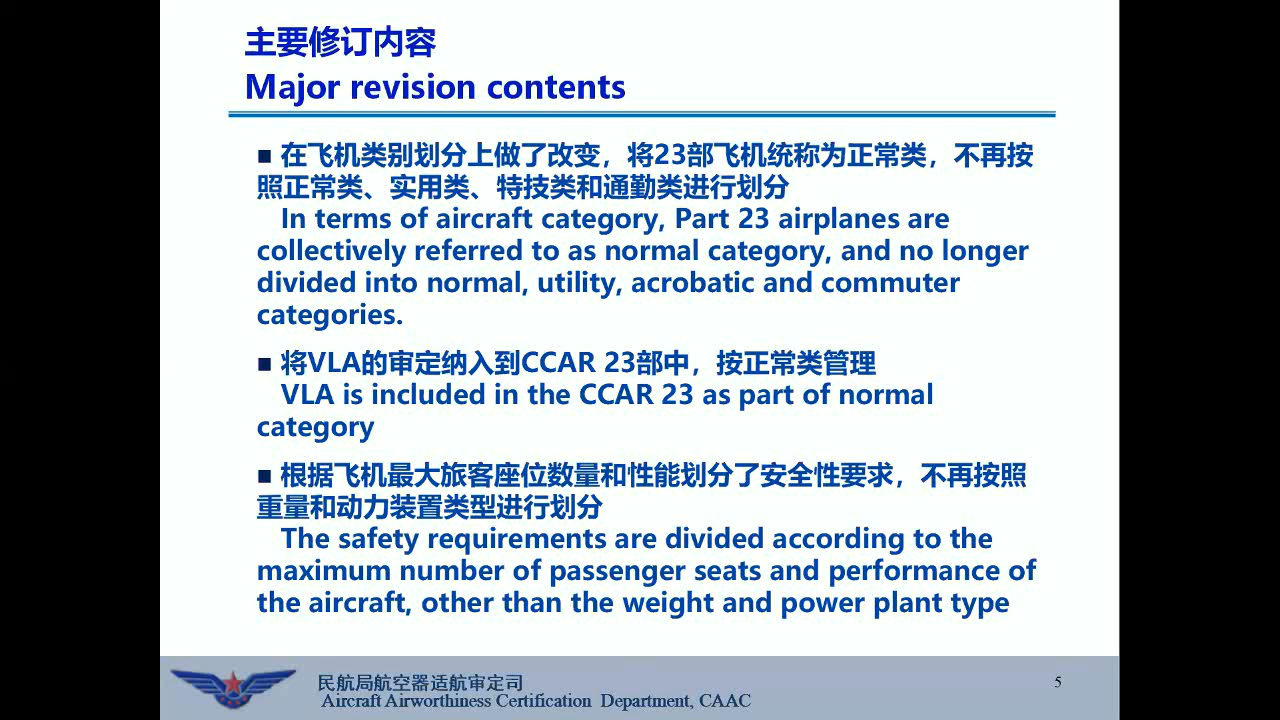 主要修订内容
Major revision contents
■ 在飞机类别划分上做了改变，将23部飞机统称为正常类，不再按
照正常类、实用类、特技类和通勤类进行划分
In terms of aircraft category, Part 23 airplanes are
collectively referred to as normal category, and no longer
divided into normal, utility, acrobatic and commuter
categories.
■ 将VLA的审定纳入到CCAR 23部中，按正常类管理
VLA is included in the CCAR 23 as part of normal
category
■ 根据飞机最大旅客座位数量和性能划分了安全性要求，不再按照
重量和动力装置类型进行划分
The safety requirements are divided according to the
maximum number of passenger seats and performance of
the aircraft, other than the weight and power plant type
民航局航空器适航审定司
Aircraft Airworthiness Certification Department, CAAC
5